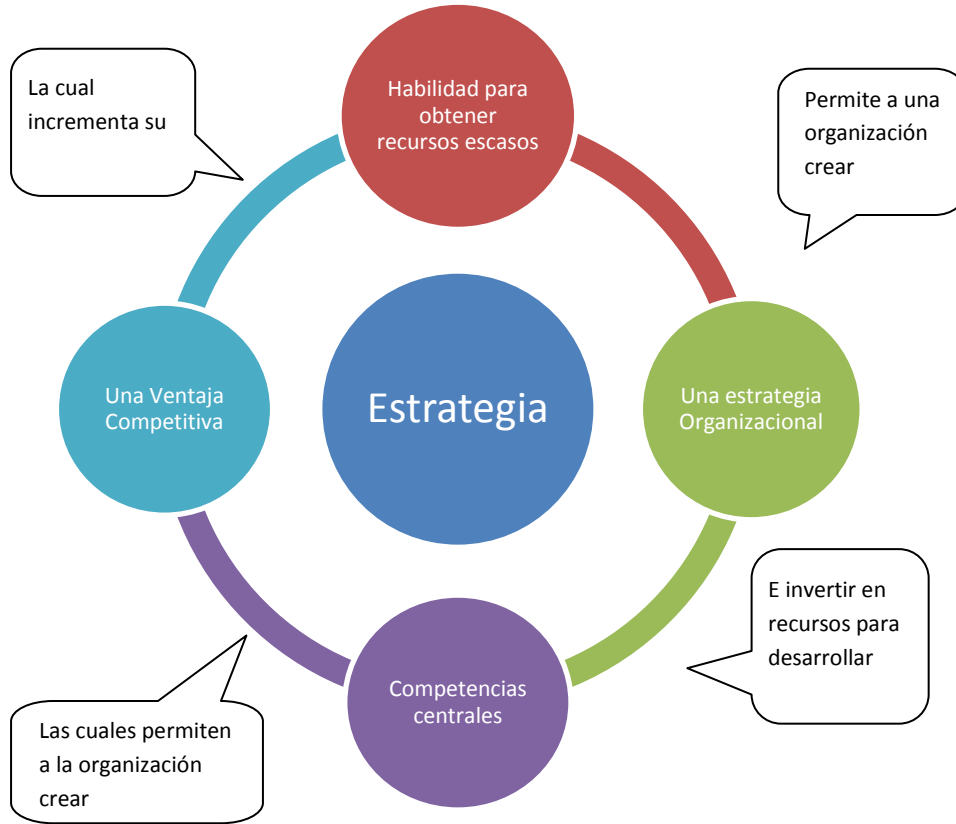 La cual
incrementa su
Habilidad para
obtener
recursos escasos
Permite a una
organización
crear
Una Ventaja
Competitiva
Estrategia
Una estrategia
Organizacional
E invertir en
recursos para
desarrollar
Competencias
centrales
Las cuales permiten
a la organización
crear